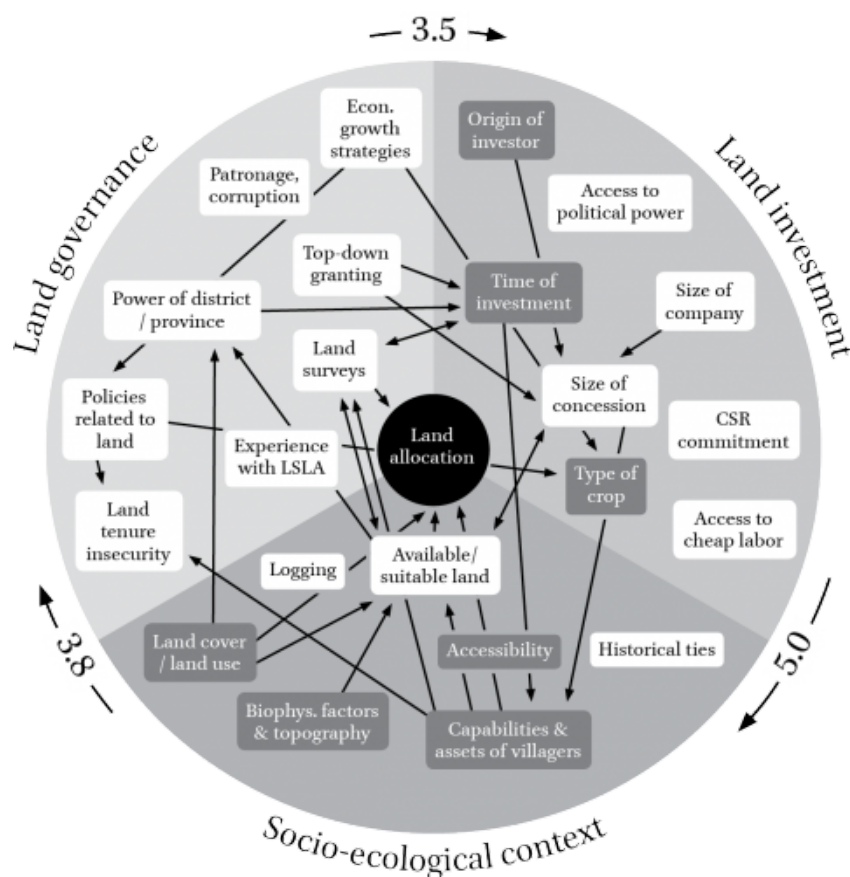 3.5
Land governance
Land investment
Econ.
growth
strategies
Origin of
investor
Patronage,
corruption
Access to
political power
Top-down
granting
Time of
investment
Power of district
/ province
Size of
company
Land
surveys
Policies
related to
land
Size of
concession
CSR
commitment
Experience
with LSLA
Land
allocation
Type of
crop
Land
tenure
insecurity
Access to
cheap labor
Available/
suitable land
Logging
3.8
Land cover
/ land use
Accessibility
Historical ties
5.0
Biophys. factors
& topography
Capabilities &
assets of villagers
Socio-ecological context